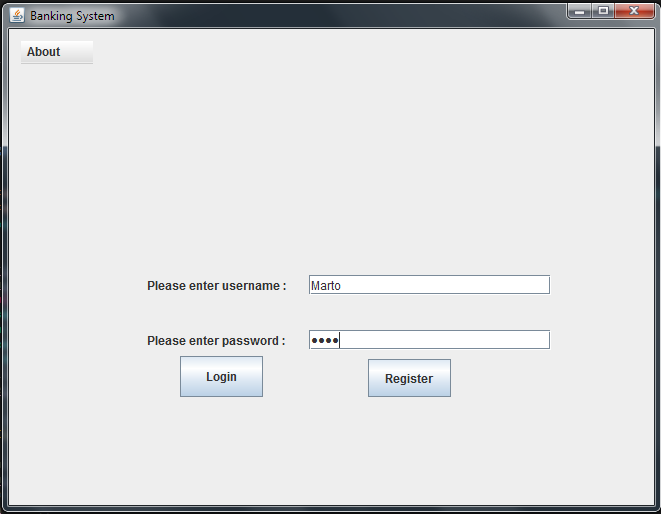 Banking System
About
Please enter username :
Marto
Please enter password :
••••
Login
Register